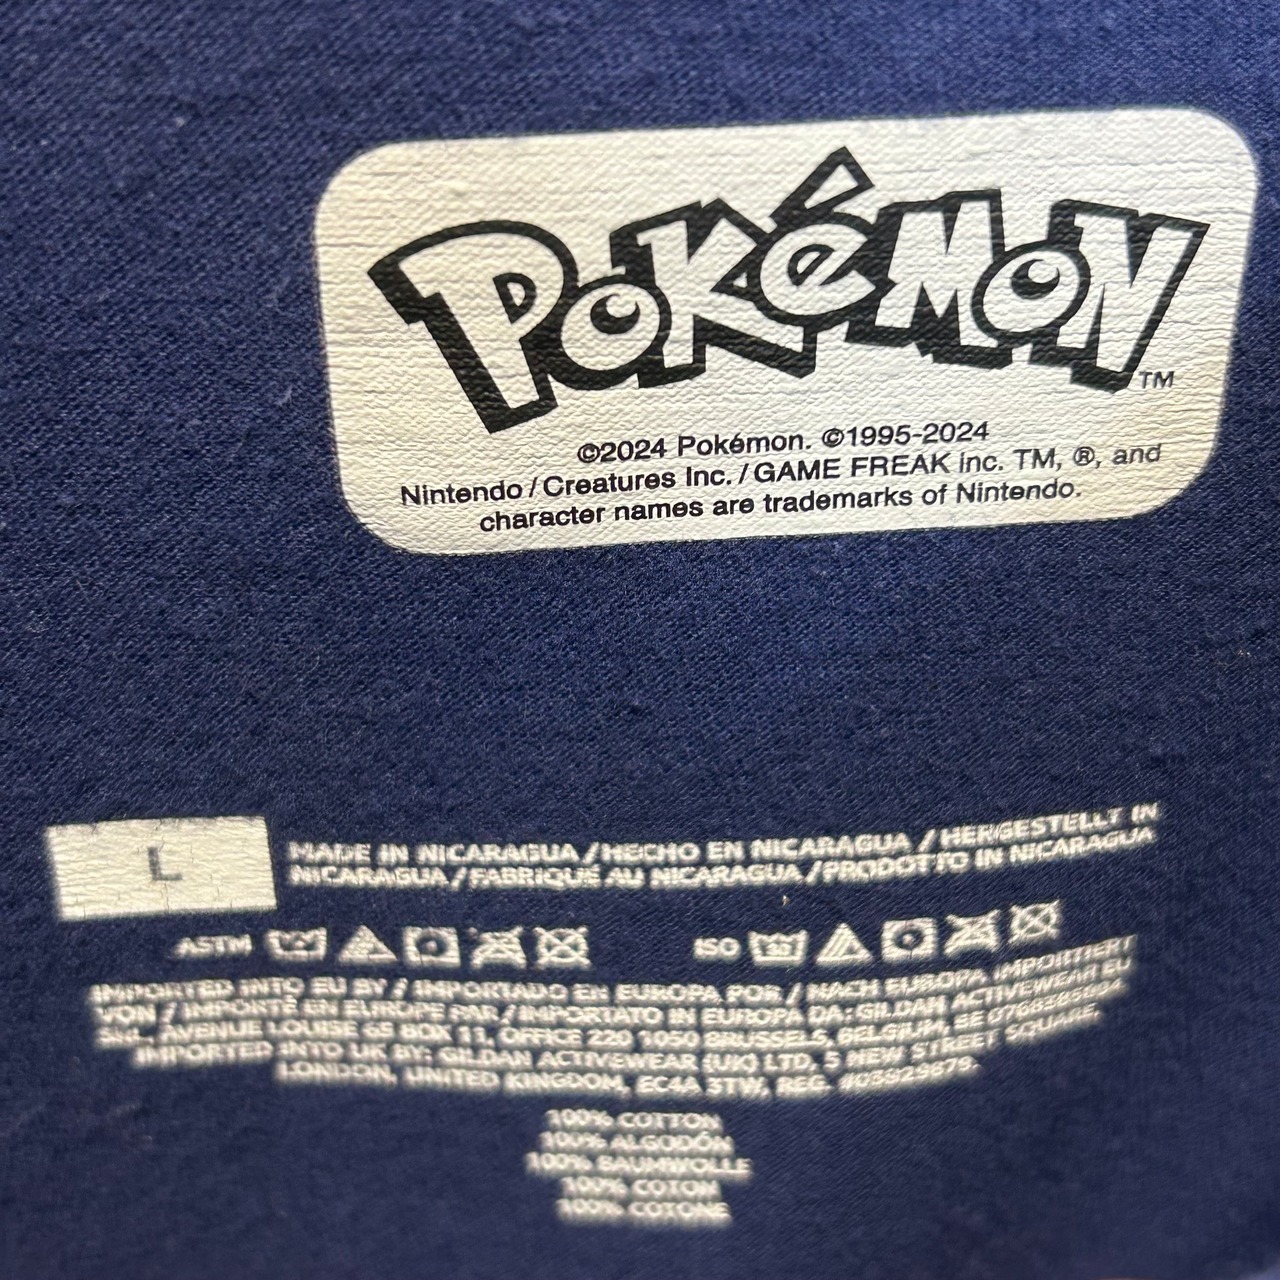 Pokémon TM
©2024 Pokémon. ©1995-2024
Nintendo / Creatures Inc. / GAME FREAK inc. TM, ®, and
character names are trademarks of Nintendo.
L
MADE IN NICARAGUA / HECHO EN NICARAGUA / HERGESTELLT IN
NICARAGUA / FABRIQUÉ AU NICARAGUA / PRODOTTO IN NICARAGUA
ASTM ISO
IMPORTED INTO EU BY / IMPORTADO EN EUROPA POR / NACH EUROPA IMPORTIERT
VON / IMPORTÉ EN EUROPE PAR / IMPORTATO IN EUROPA DA: GILDAN ACTIVEWEAR EU
AVENUE LOUISE 65 BOX 11, OFFICE 220 1050 BRUSSELS, BELGIUM,
IMPORTED INTO UK BY: GILDAN ACTIVEWEAR (UK) LTD, 5 NEW STREET SQUARE,
LONDON, UNITED KINGDOM, EC4A 3TW, REG.
100% COTTON
100% ALGODÓN
100% BAUMWOLLE
100% COTON
100% COTONE